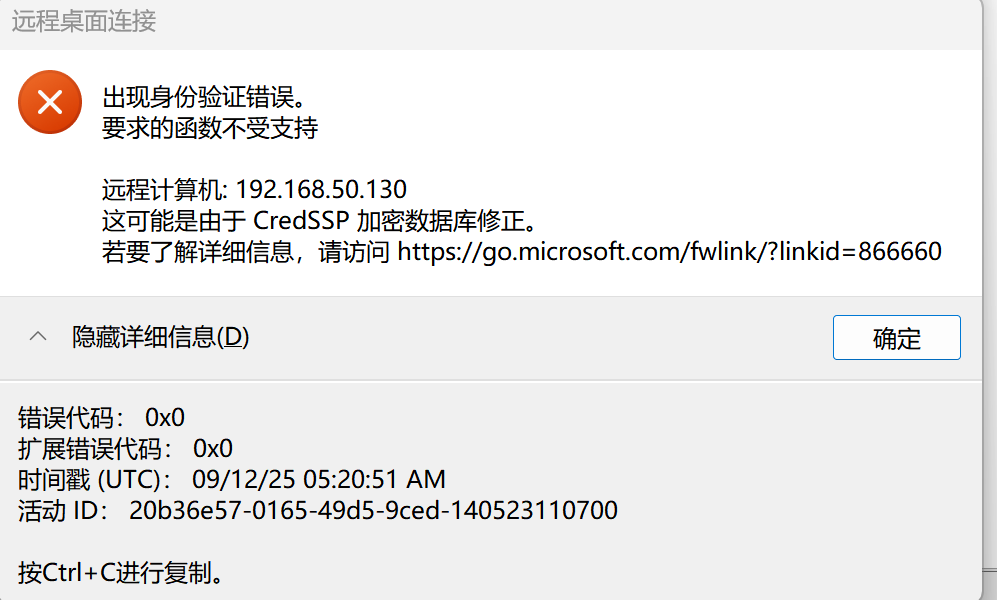 远程桌面连接
出现身份验证错误。
要求的函数不受支持
远程计算机: 192.168.50.130
这可能是由于 CredSSP 加密数据库修正。
若要了解详细信息，请访问 https://go.microsoft.com/fwlink/?linkid=866660
隐藏详细信息(D)
确定
错误代码： 0x0
扩展错误代码： 0x0
时间戳 (UTC)： 09/12/25 05:20:51 AM
活动 ID： 20b36e57-0165-49d5-9ced-140523110700
按Ctrl+C进行复制。